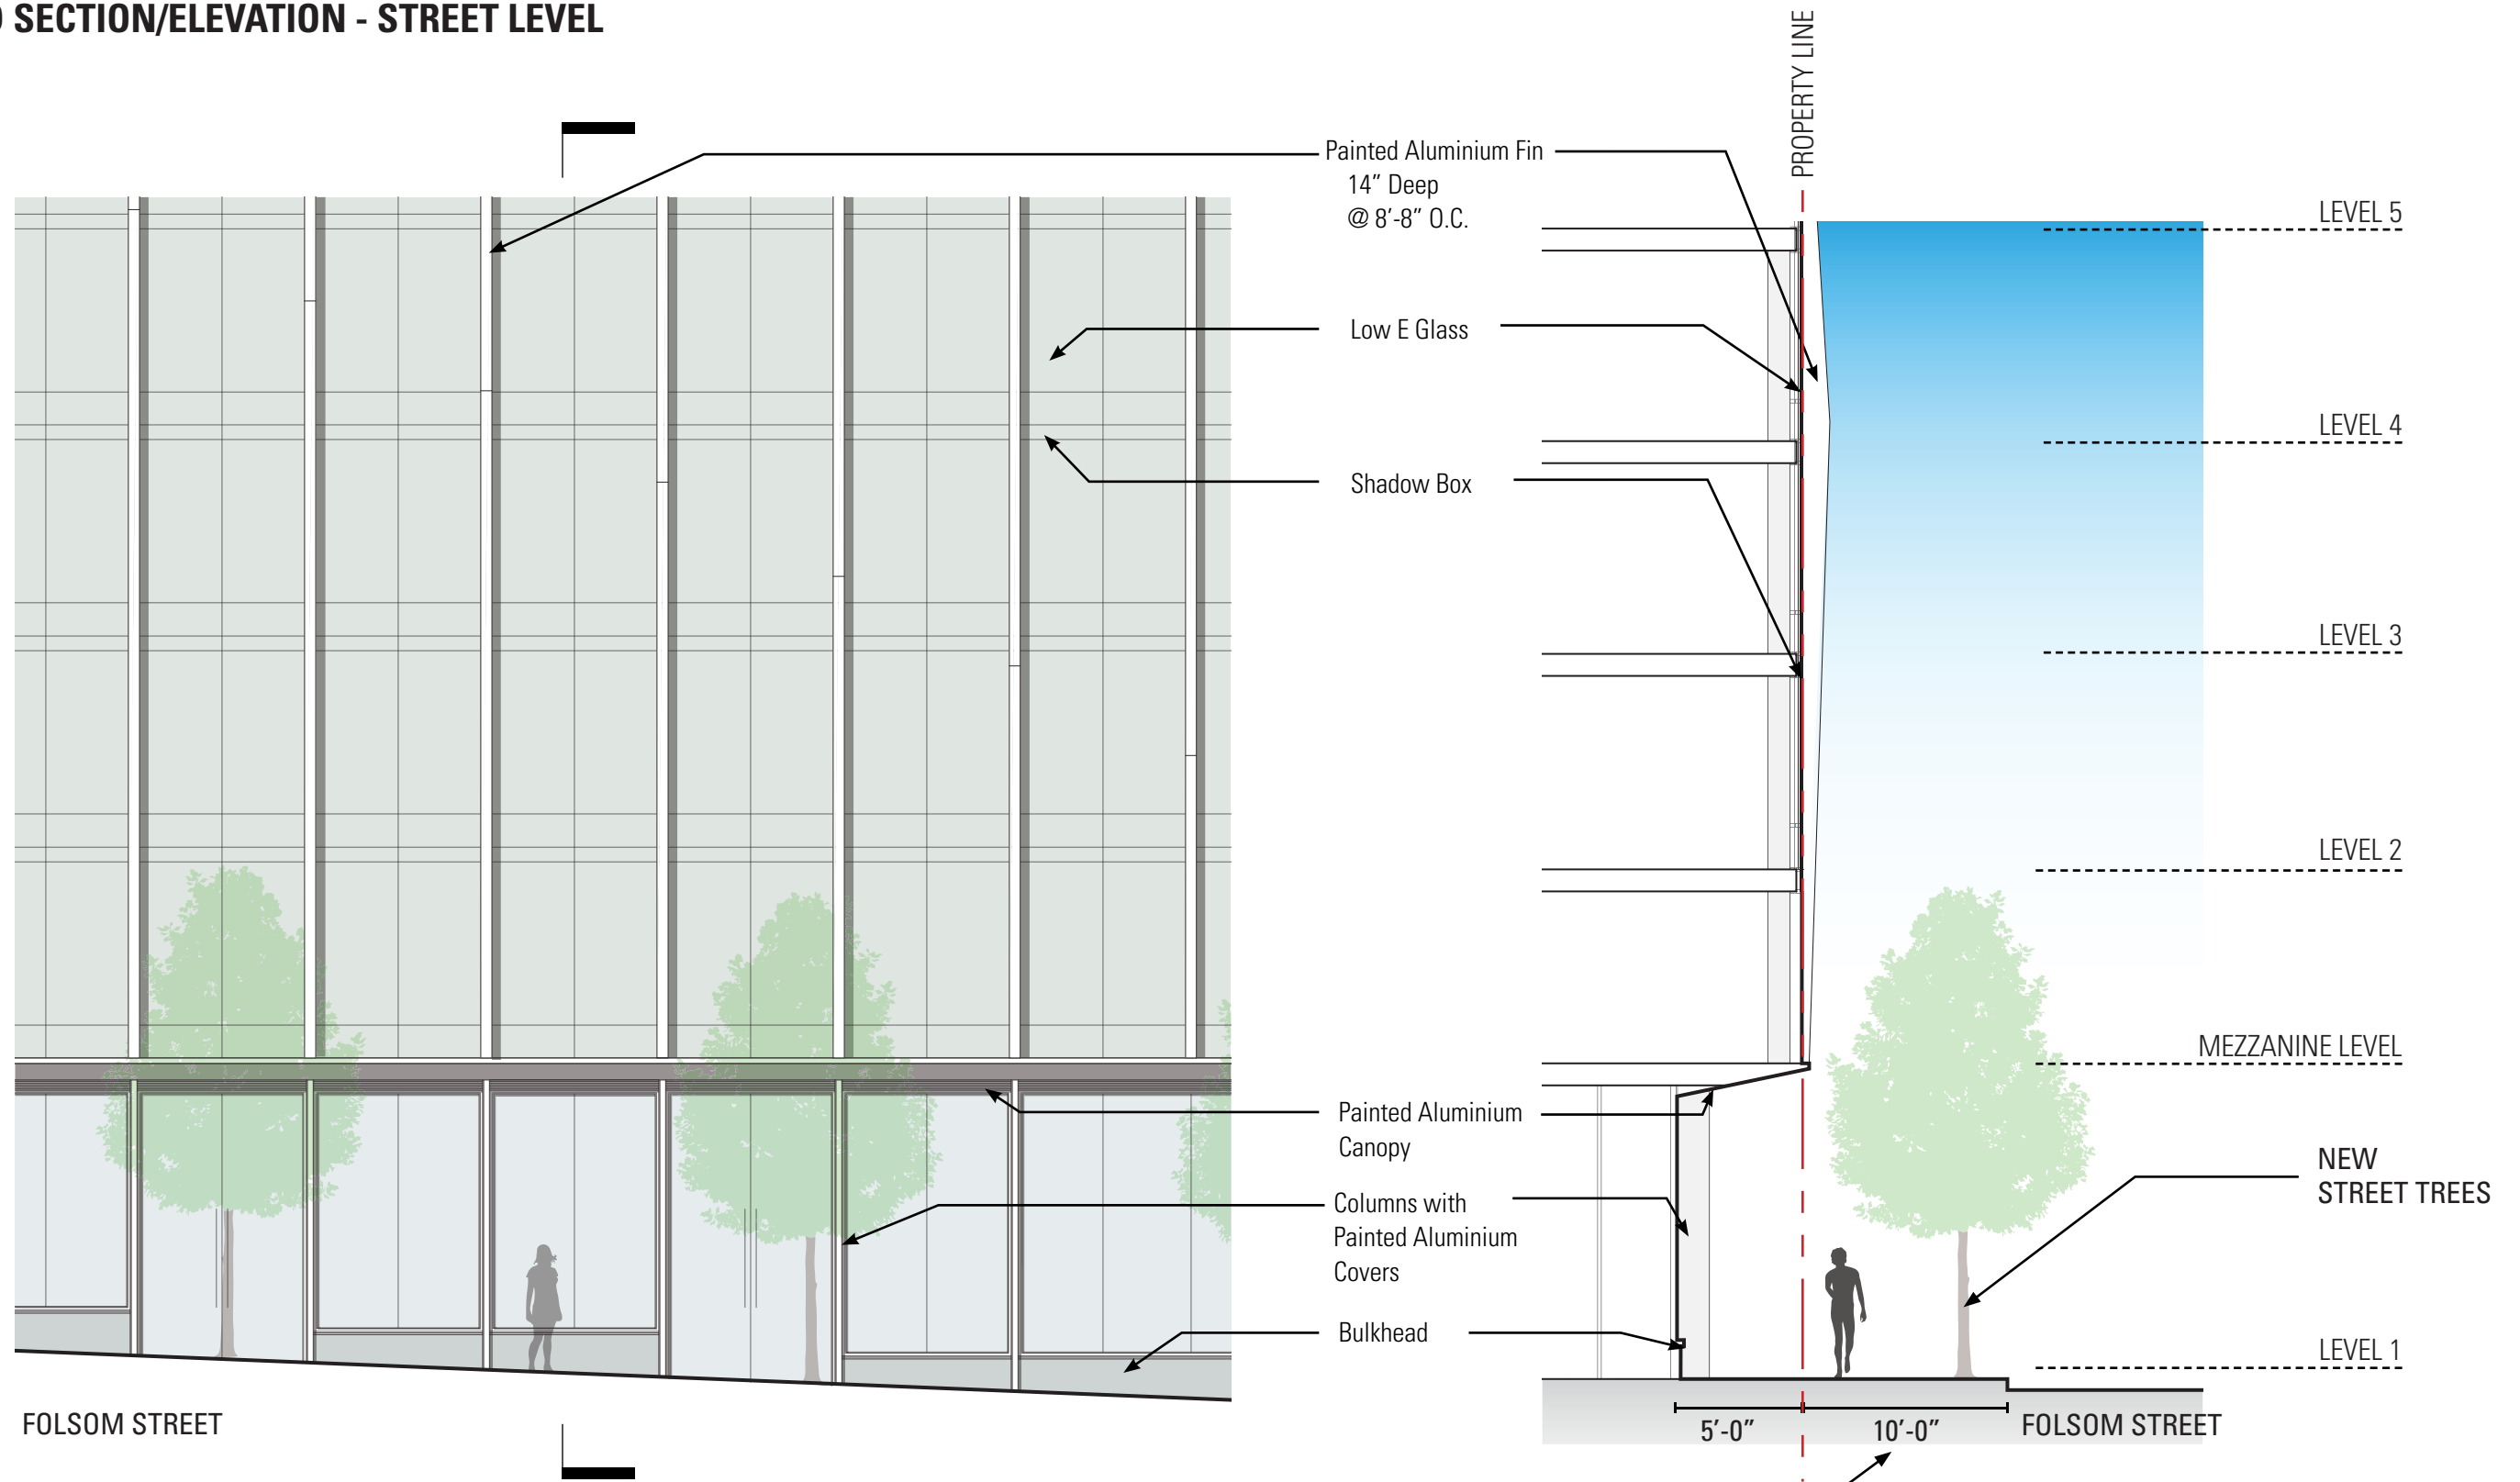 SECTION/ELEVATION - STREET LEVEL
PROPERTY LINE
Painted Aluminium Fin
14” Deep
@ 8’-8” O.C.
Low E Glass
Shadow Box
Painted Aluminium
Canopy
Columns with
Painted Aluminium
Covers
Bulkhead
LEVEL 5
LEVEL 4
LEVEL 3
LEVEL 2
MEZZANINE LEVEL
NEW
STREET TREES
LEVEL 1
FOLSOM STREET
5’-0”
10’-0”
FOLSOM STREET